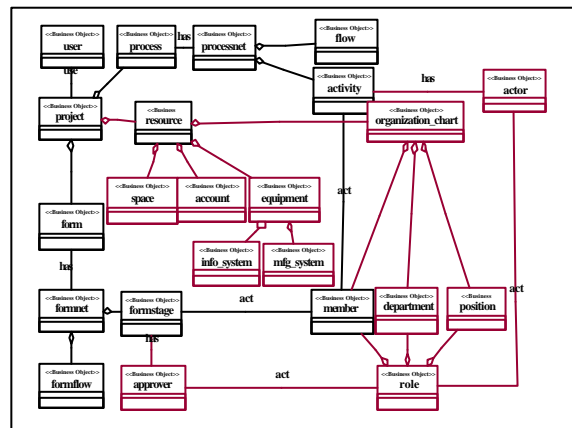 <<Business Object>>
user
<<Business Object>>
process
has
<<Business Object>>
processnet
<<Business Object>>
flow
use
<<Business Object>>
activity
has
<<Business Object>>
actor
<<Business Object>>
project
<<Business
resource
<<Business Object>>
organization_chart
<<Business Object>>
space
<<Business Object>>
account
<<Business Object>>
equipment
act
<<Business Object>>
form
<<Business Object>>
info_system
<<Business Object>>
mfg_system
has
act
act
<<Business Object>>
formnet
<<Business Object>>
formstage
<<Business Object>>
member
<<Business Object>>
department
<<Business
position
has
<<Business Object>>
formflow
<<Business Object>>
approver
act
<<Business Object>>
role